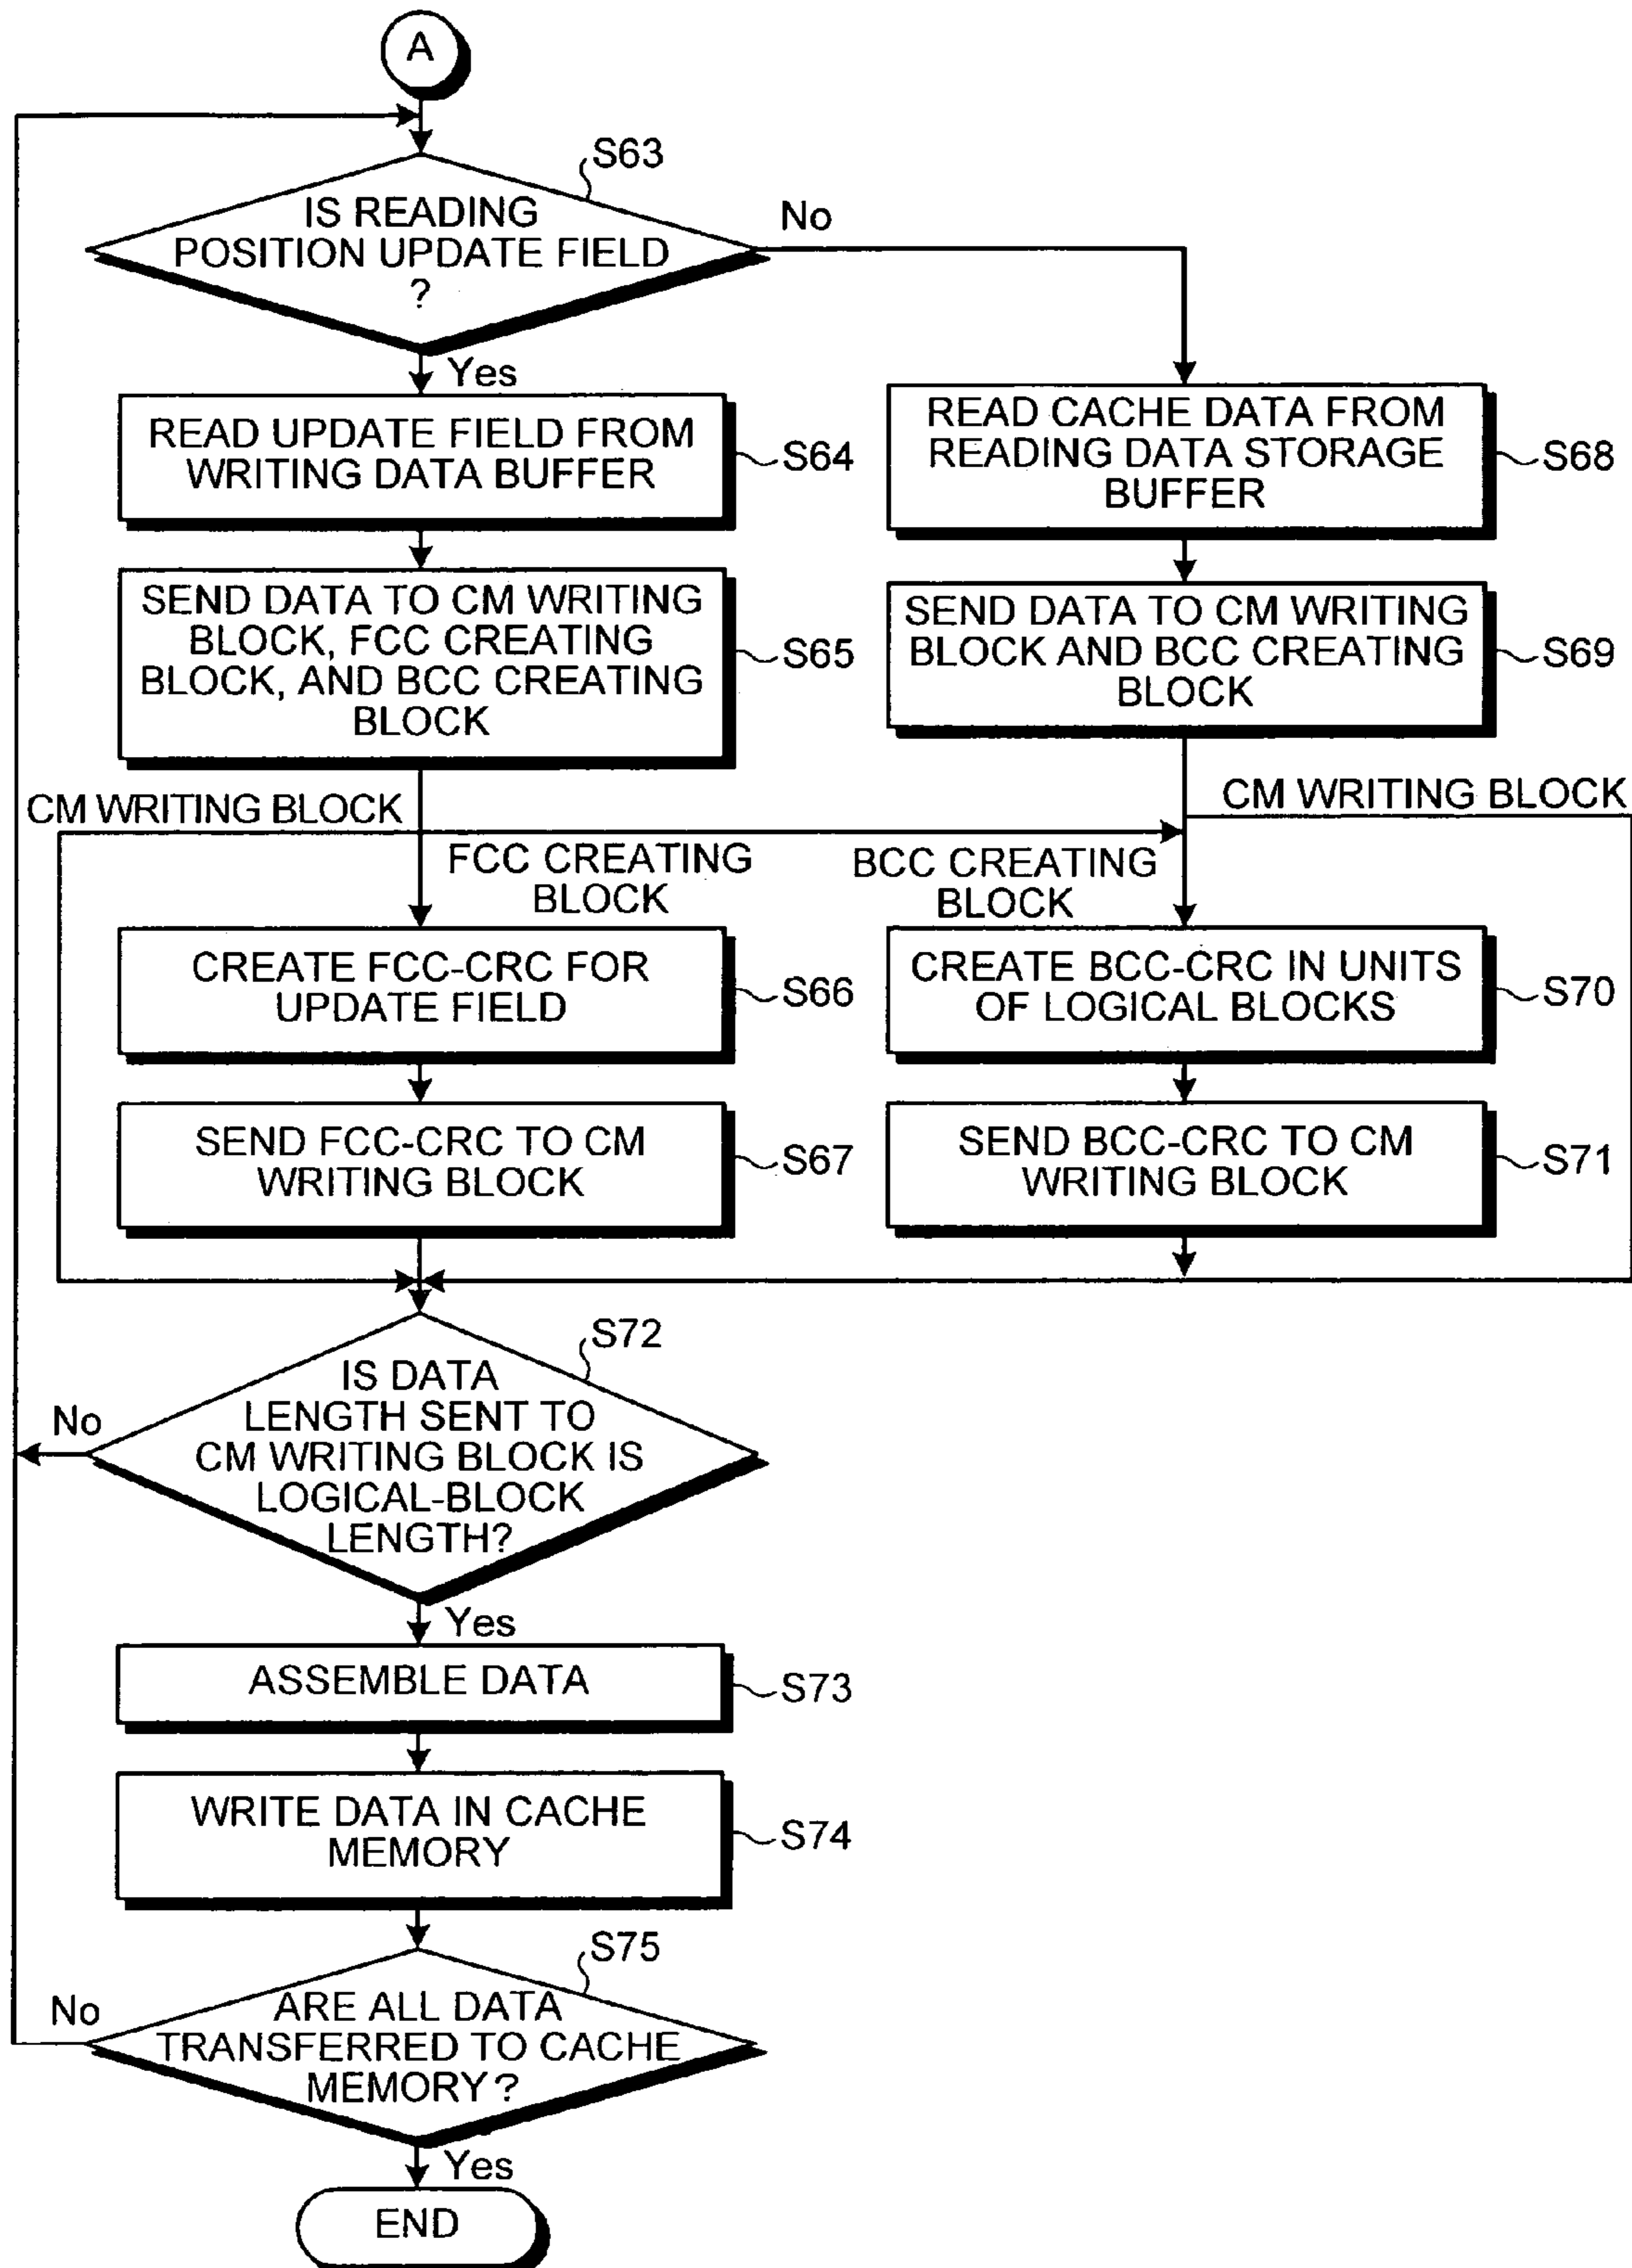 A
S63
IS READING
POSITION UPDATE FIELD
?
No
Yes
READ UPDATE FIELD FROM
WRITING DATA BUFFER
S64
READ CACHE DATA FROM
READING DATA STORAGE
BUFFER
S68
SEND DATA TO CM WRITING
BLOCK, FCC CREATING
BLOCK, AND BCC CREATING
BLOCK
S65
SEND DATA TO CM WRITING
BLOCK AND BCC CREATING
BLOCK
S69
CM WRITING BLOCK
CM WRITING BLOCK
FCC CREATING
BLOCK
BCC CREATING
BLOCK
CREATE FCC-CRC FOR
UPDATE FIELD
S66
CREATE BCC-CRC IN UNITS
OF LOGICAL BLOCKS
S70
SEND FCC-CRC TO CM
WRITING BLOCK
S67
SEND BCC-CRC TO CM
WRITING BLOCK
S71
S72
IS DATA
LENGTH SENT TO
CM WRITING BLOCK IS
LOGICAL-BLOCK
LENGTH?
No
Yes
ASSEMBLE DATA
S73
WRITE DATA IN CACHE
MEMORY
S74
S75
ARE ALL DATA
TRANSFERRED TO CACHE
MEMORY?
No
Yes
END